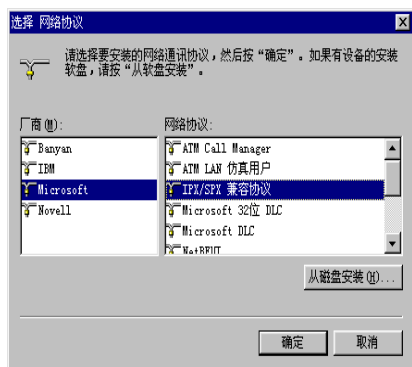 选择 网络协议
请选择要安装的网络通讯协议，然后按“确定”。如果有设备的安装
软盘，请按“从软盘安装”。
厂商(M):
网络协议:
Banyan
IBM
Microsoft
Novell
ATM Call Manager
ATM LAN 仿真用户
IPX/SPX 兼容协议
Microsoft 32位 DLC
Microsoft DLC
NetBEUI
从磁盘安装(H)...
确定
取消